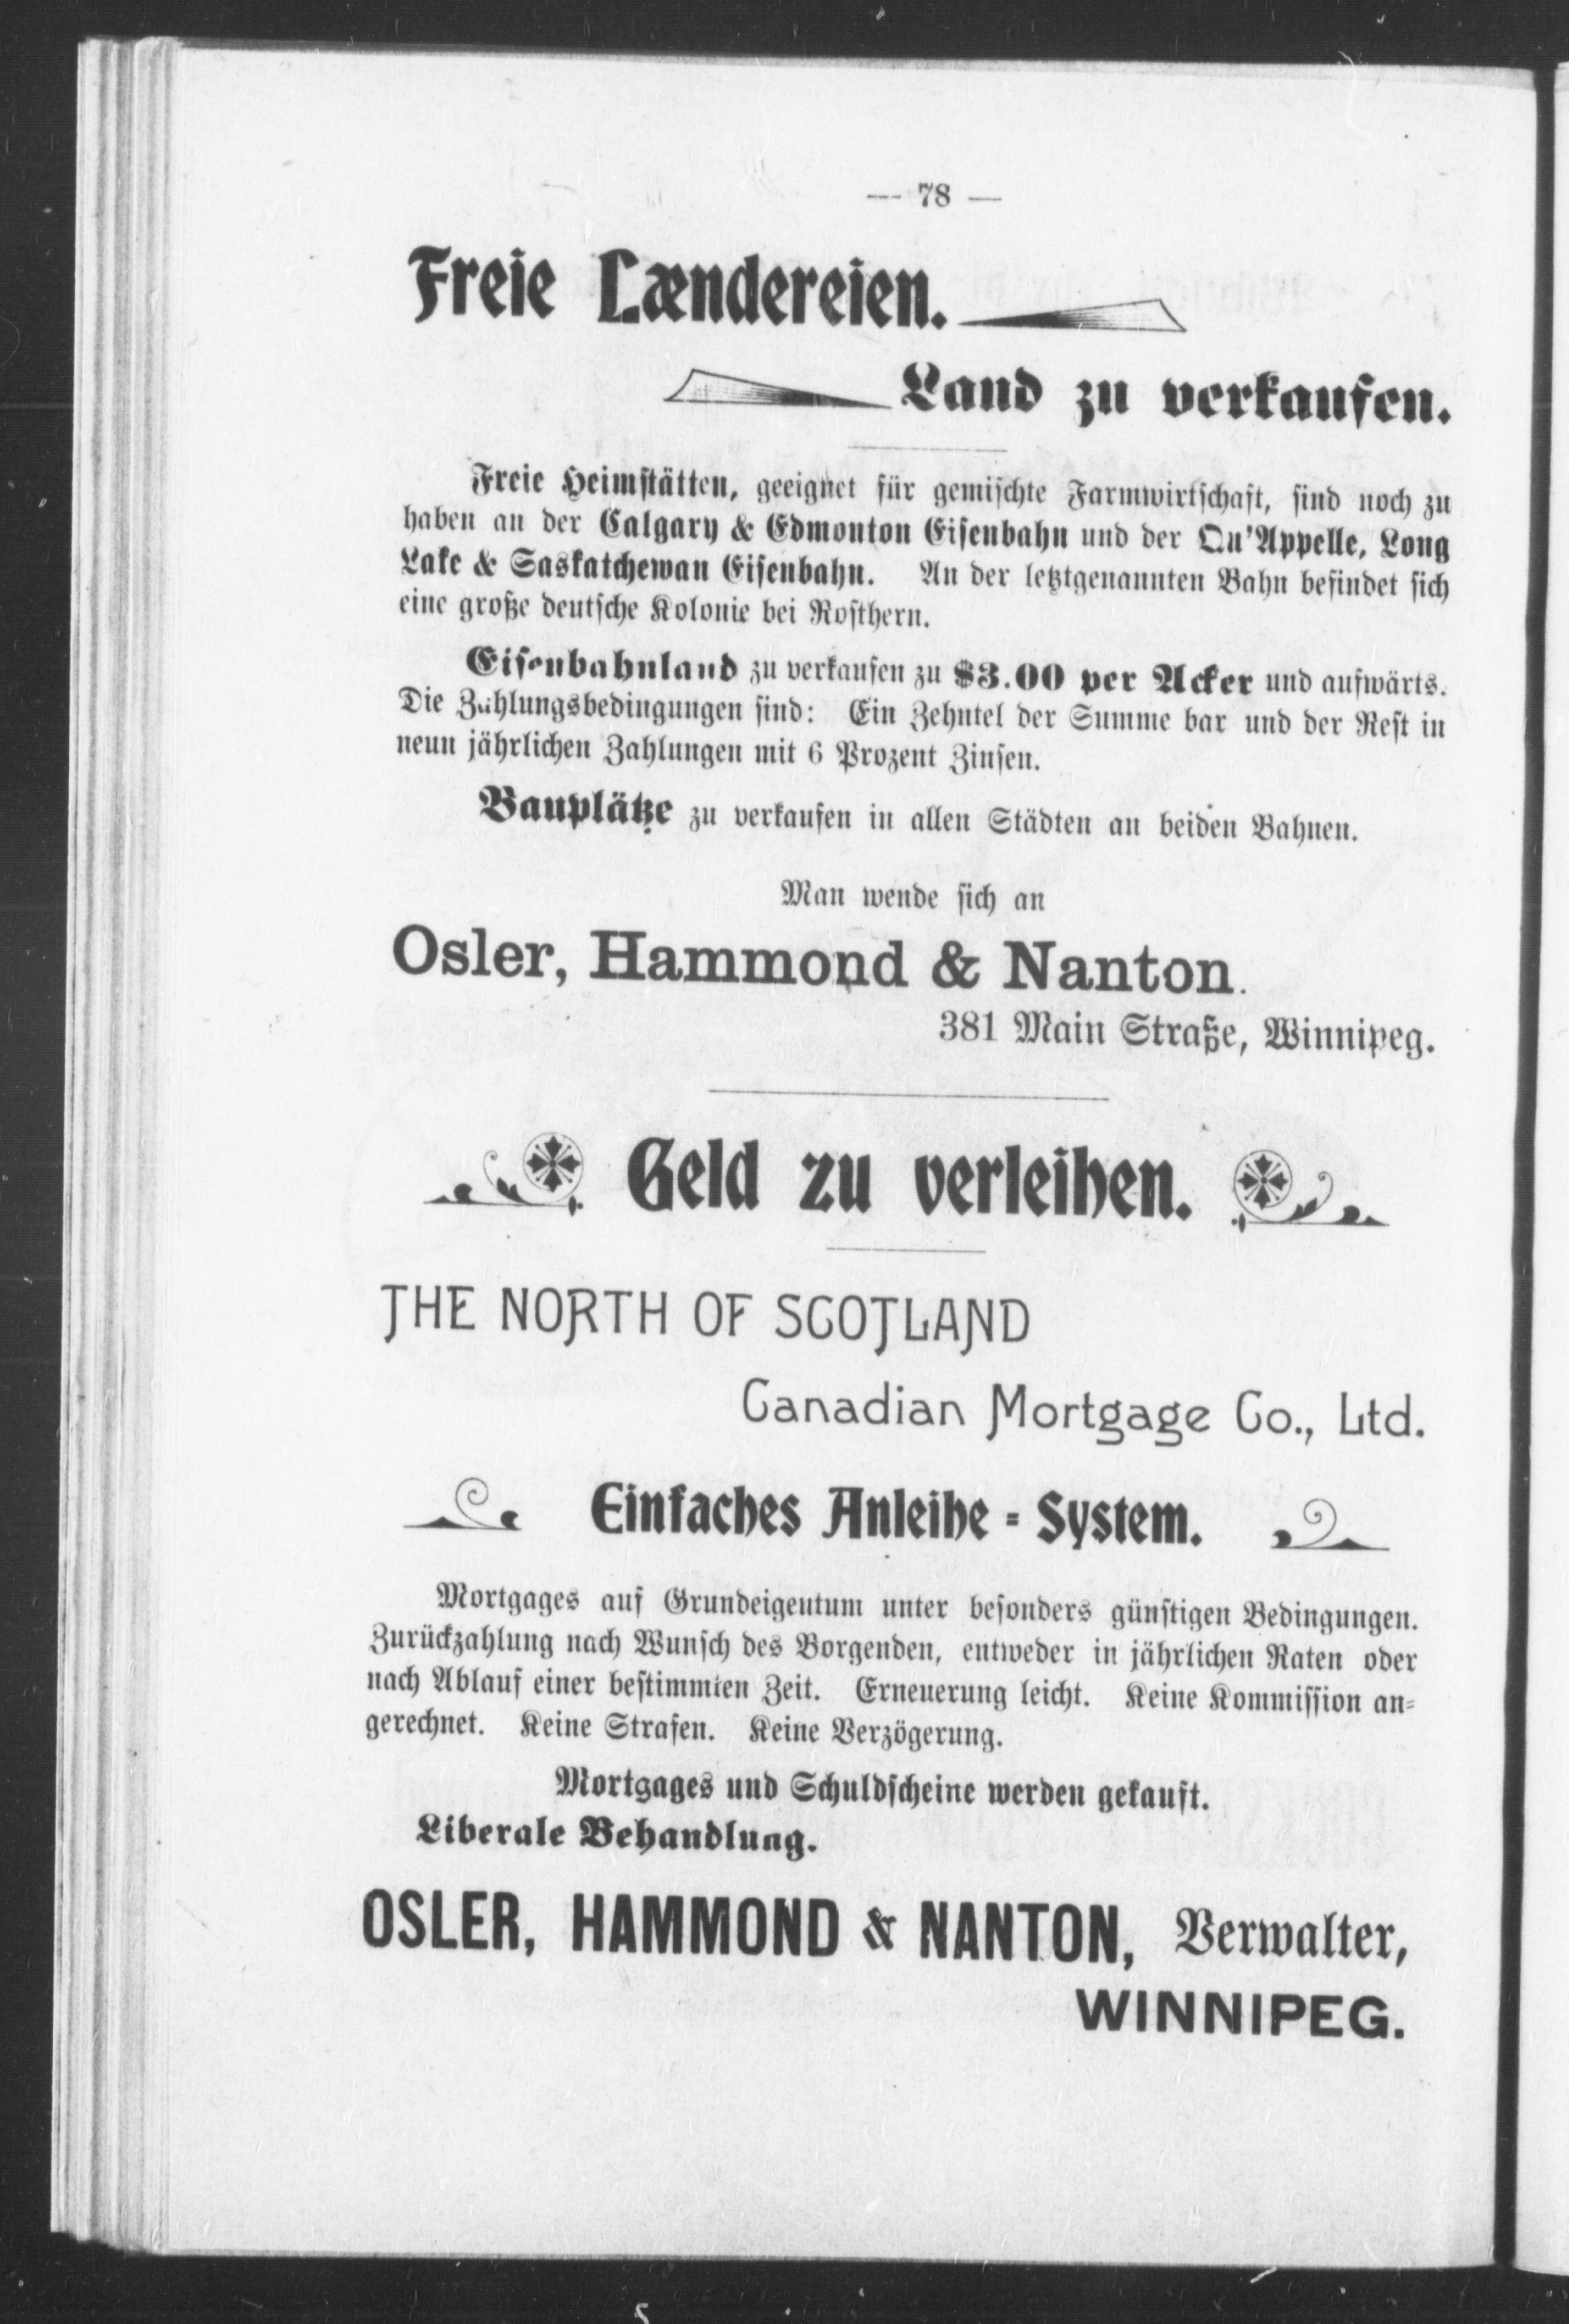 — 78 —
Freie Lændereien.
Land zu verkaufen.
Freie Heimstätten, geeignet für gemischte Farmwirtschaft, sind noch zu
haben an der Calgary & Edmonton Eisenbahn und der Qu'Appelle, Long
Lake & Saskatchewan Eisenbahn. An der letztgenannten Bahn befindet sich
eine große deutsche Kolonie bei Rosthern.
Eisenbahnland zu verkaufen zu $3.00 per Acker und aufwärts.
Die Zahlungsbedingungen sind: Ein Zehntel der Summe bar und der Rest in
neun jährlichen Zahlungen mit 6 Prozent Zinsen.
Bauplätze zu verkaufen in allen Städten an beiden Bahnen.
Man wende sich an
Osler, Hammond & Nanton.
381 Main Straße, Winnipeg.
Geld zu verleihen.
THE NORTH OF SCOTLAND
Canadian Mortgage Co., Ltd.
Einfaches Anleihe-System.
Mortgages auf Grundeigentum unter besonders günstigen Bedingungen.
Zurückzahlung nach Wunsch des Borgenden, entweder in jährlichen Raten oder
nach Ablauf einer bestimmten Zeit. Erneuerung leicht. Keine Kommission an-
gerechnet. Keine Strafen. Keine Verzögerung.
Mortgages und Schuldscheine werden gekauft.
Liberale Behandlung.
OSLER, HAMMOND & NANTON, Verwalter,
WINNIPEG.